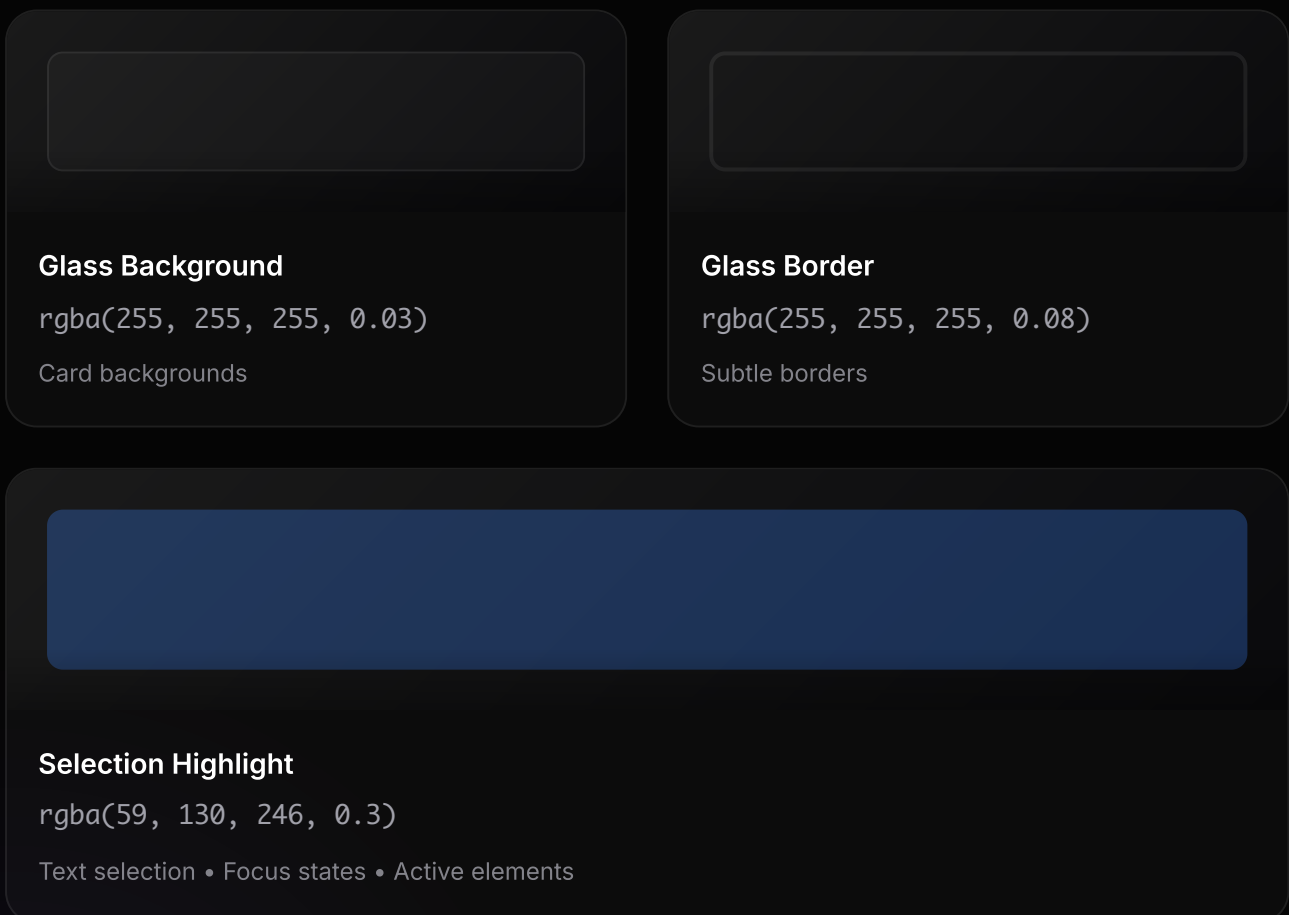 Glass Background
rgba(255, 255, 255, 0.03)
Card backgrounds
Glass Border
rgba(255, 255, 255, 0.08)
Subtle borders
Selection Highlight
rgba(59, 130, 246, 0.3)
Text selection • Focus states • Active elements